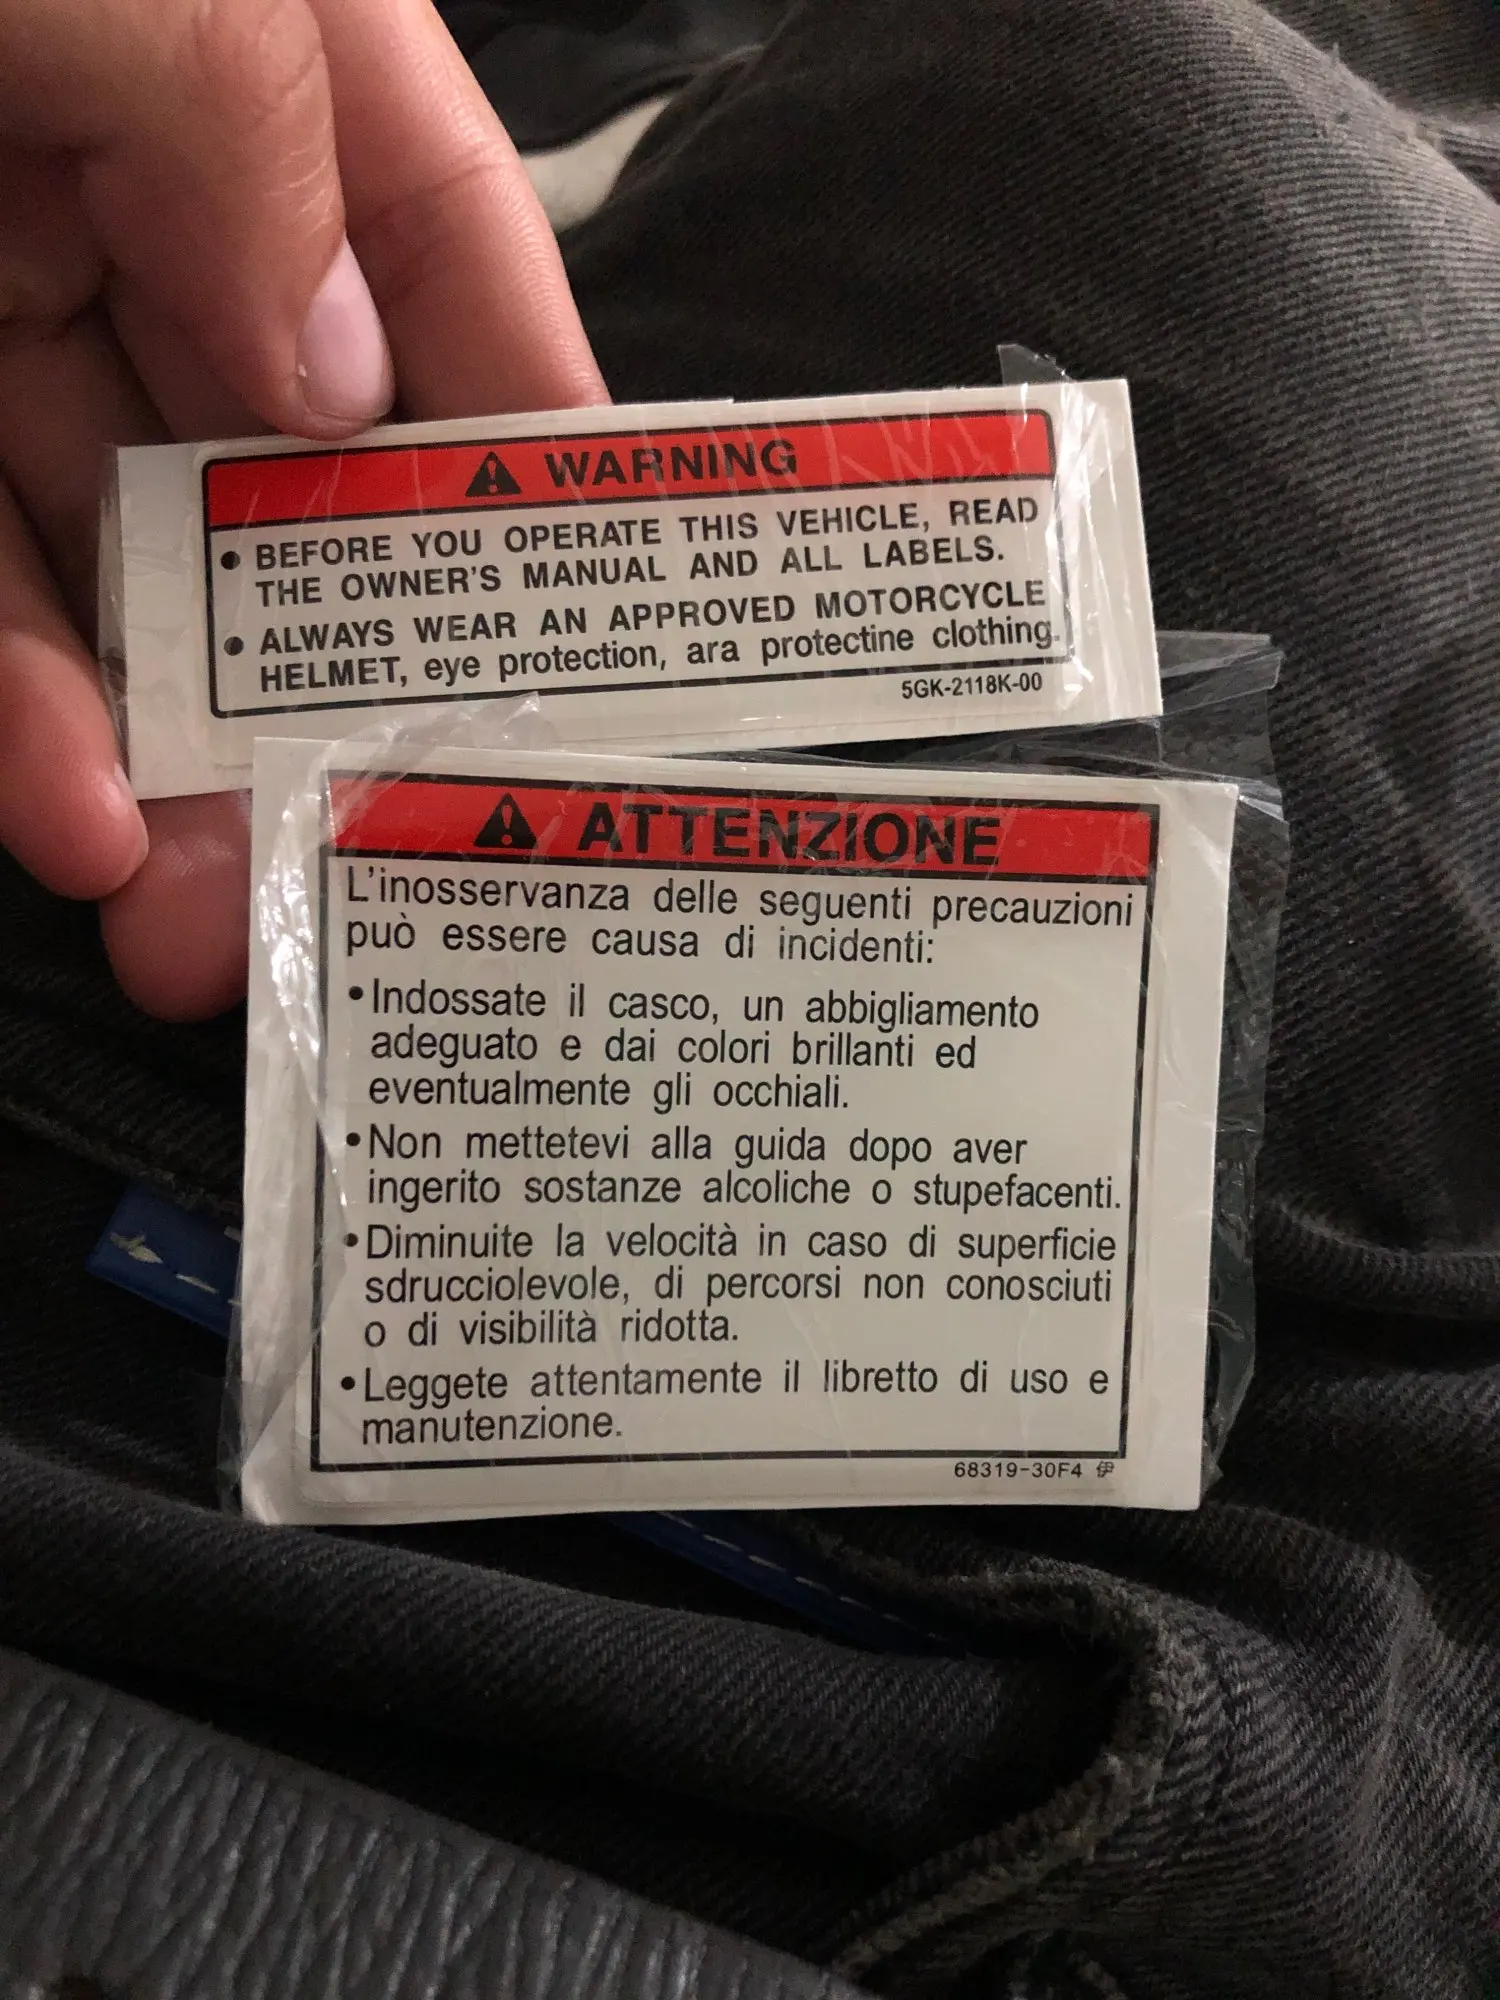 ⚠ WARNING
● BEFORE YOU OPERATE THIS VEHICLE, READ
THE OWNER'S MANUAL AND ALL LABELS.
● ALWAYS WEAR AN APPROVED MOTORCYCLE
HELMET, eye protection, ara protectine clothing.
5GK-2118K-00
⚠ ATTENZIONE
L'inosservanza delle seguenti precauzioni
può essere causa di incidenti:
•Indossate il casco, un abbigliamento
adeguato e dai colori brillanti ed
eventualmente gli occhiali.
•Non mettetevi alla guida dopo aver
ingerito sostanze alcoliche o stupefacenti.
•Diminuite la velocità in caso di superficie
sdrucciolevole, di percorsi non conosciuti
o di visibilità ridotta.
•Leggete attentamente il libretto di uso e
manutenzione.
68319-30F4 伊